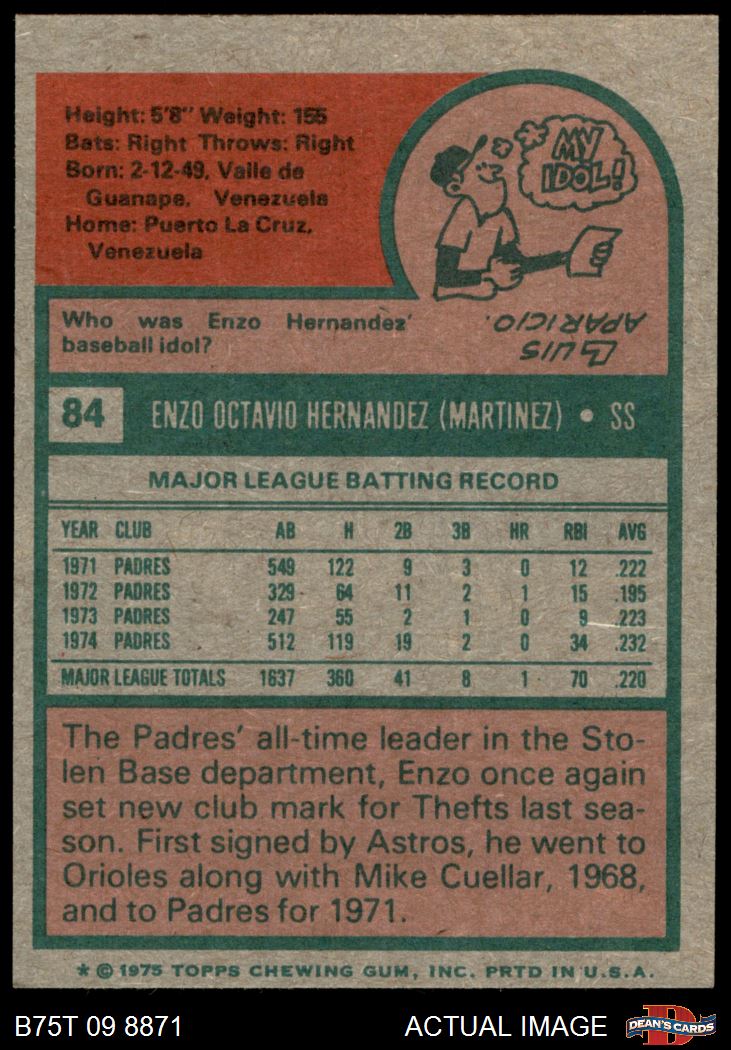 Height: 5'8" Weight: 155
Bats: Right Throws: Right
Born: 2-12-49, Valle de
Guanape, Venezuela
Home: Puerto La Cruz,
Venezuela
MY
IDOL!
Who was Enzo Hernandez'
baseball idol?
LUIS
APARICIO.
84 ENZO OCTAVIO HERNANDEZ (MARTINEZ) • SS
MAJOR LEAGUE BATTING RECORD
YEAR CLUB AB H 2B 3B HR RBI AVG
1971 PADRES 549 122 9 3 0 12 .222
1972 PADRES 329 64 11 2 1 15 .195
1973 PADRES 247 55 2 1 0 9 .223
1974 PADRES 512 119 19 2 0 34 .232
MAJOR LEAGUE TOTALS 1637 360 41 8 1 70 .220
The Padres' all-time leader in the Sto-
len Base department, Enzo once again
set new club mark for Thefts last sea-
son. First signed by Astros, he went to
Orioles along with Mike Cuellar, 1968,
and to Padres for 1971.
* © 1975 TOPPS CHEWING GUM, INC. PRTD IN U.S.A.
B75T 09 8871 ACTUAL IMAGE D DEAN'S CARDS